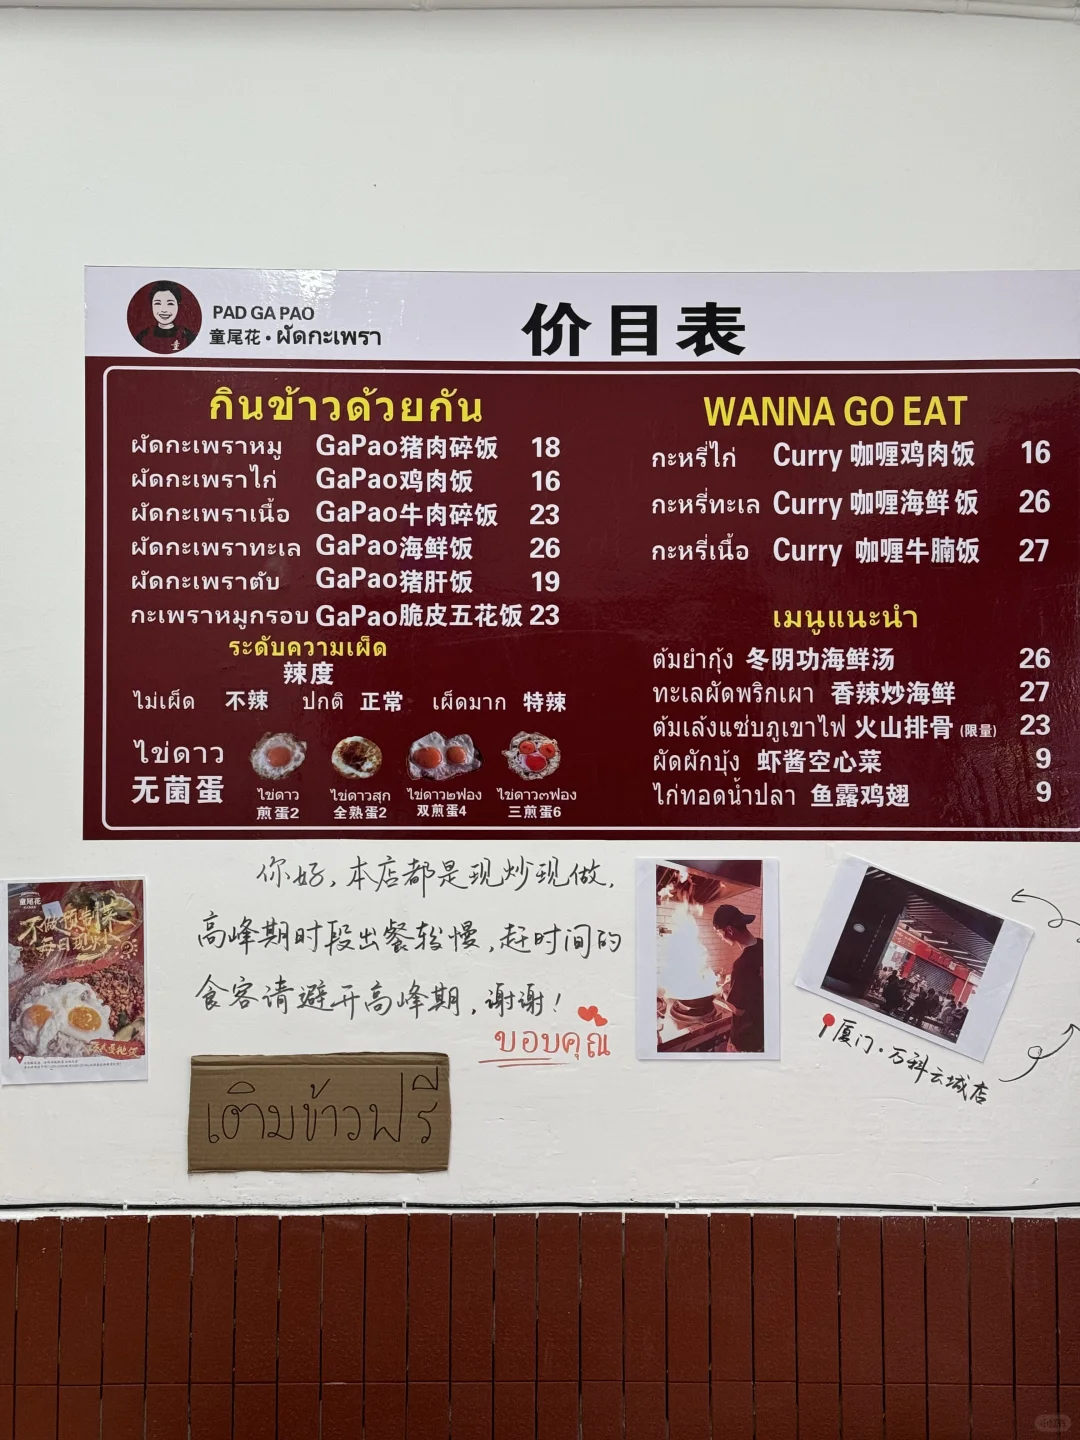 PAD GA PAO
童尾花·ผัดกะเพรา
价目表
กินข้าวด้วยกัน
ผัดกะเพราหมู GaPao猪肉碎饭 18
ผัดกะเพราไก่ GaPao鸡肉饭 16
ผัดกะเพราเนื้อ GaPao牛肉碎饭 23
ผัดกะเพราทะเล GaPao海鲜饭 26
ผัดกะเพราตับ GaPao猪肝饭 19
กะเพราหมูกรอบ GaPao脆皮五花饭 23
ระดับความเผ็ด
辣度
ไม่เผ็ด 不辣 ปกติ 正常 เผ็ดมาก 特辣
ไข่ดาว
无菌蛋
ไข่ดาว ไข่ดาวสุก ไข่ดาว๒ฟอง ไข่ดาว๓ฟอง
煎蛋2 全熟蛋2 双煎蛋4 三煎蛋6
WANNA GO EAT
กะหรี่ไก่ Curry 咖喱鸡肉饭 16
กะหรี่ทะเล Curry 咖喱海鲜饭 26
กะหรี่เนื้อ Curry 咖喱牛腩饭 27
เมนูแนะนำ
ต้มยำกุ้ง 冬阴功海鲜汤 26
ทะเลผัดพริกเผา 香辣炒海鲜 27
ต้มเล้งแซ่บภูเขาไฟ 火山排骨(限量) 23
ผัดผักบุ้ง 虾酱空心菜 9
ไก่ทอดน้ำปลา 鱼露鸡翅 9
你好,本店都是现炒现做,
高峰期时段出餐较慢,赶时间的
食客请避开高峰期,谢谢!
ขอบคุณ
เติมข้าวฟรี
童尾花
不做预制菜
每日现炒
厦门·万科云城店